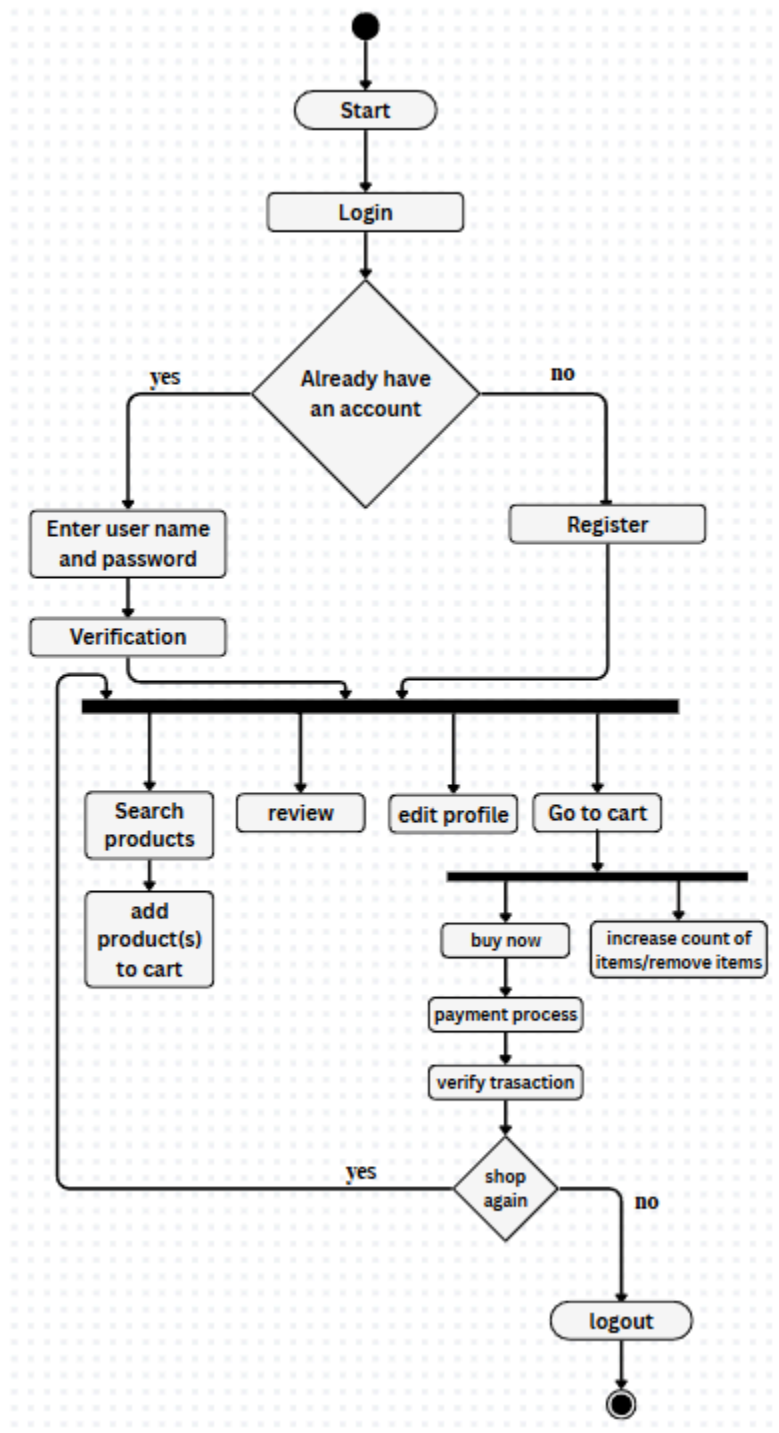 Start
Login
Already have
an account
yes
no
Enter user name
and password
Register
Verification
Search
products
review
edit profile
Go to cart
add
product(s)
to cart
buy now
increase count of
items/remove items
payment process
verify trasaction
shop
again
yes
no
logout